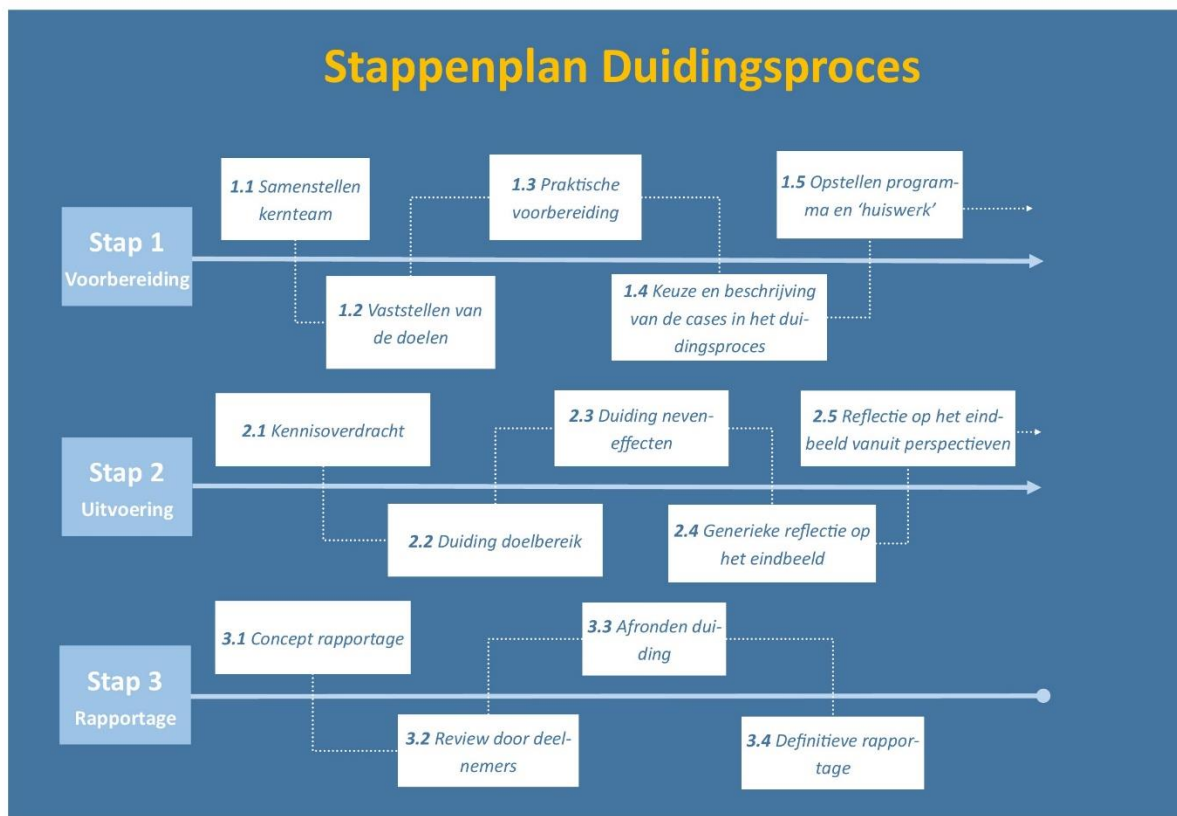 Stappenplan Duidingsproces
Stap 1
Voorbereiding
1.1 Samenstellen
kernteam
1.2 Vaststellen van
de doelen
1.3 Praktische
voorbereiding
1.4 Keuze en beschrijving
van de cases in het dui-
dingsproces
1.5 Opstellen program-
ma en ‘huiswerk’
Stap 2
Uitvoering
2.1 Kennisoverdracht
2.2 Duiding doelbereik
2.3 Duiding neven-
effecten
2.4 Generieke reflectie op
het eindbeeld
2.5 Reflectie op het eind-
beeld vanuit perspectieven
Stap 3
Rapportage
3.1 Concept rapportage
3.2 Review door deel-
nemers
3.3 Afronden dui-
ding
3.4 Definitieve rappor-
tage